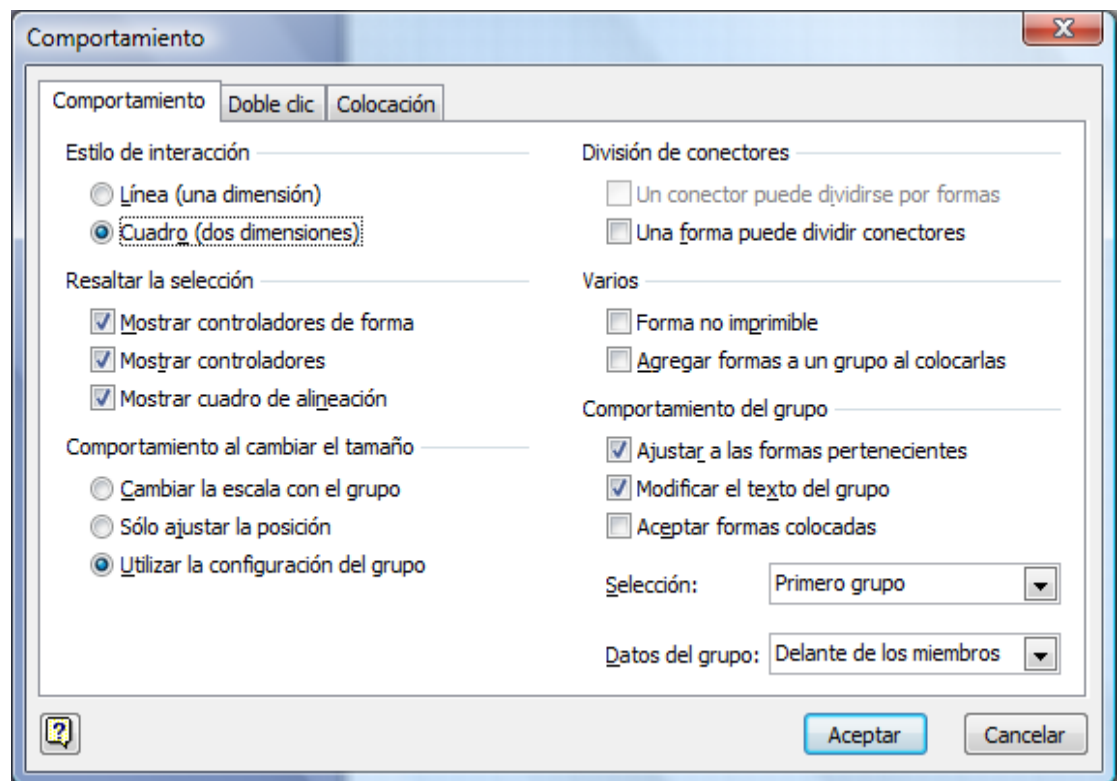 Comportamiento
Comportamiento Doble clic Colocación
Estilo de interacción
Línea (una dimensión)
Cuadro (dos dimensiones)
Resaltar la selección
Mostrar controladores de forma
Mostrar controladores
Mostrar cuadro de alineación
Comportamiento al cambiar el tamaño
Cambiar la escala con el grupo
Sólo ajustar la posición
Utilizar la configuración del grupo
División de conectores
Un conector puede dividirse por formas
Una forma puede dividir conectores
Varios
Forma no imprimible
Agregar formas a un grupo al colocarlas
Comportamiento del grupo
Ajustar a las formas pertenecientes
Modificar el texto del grupo
Aceptar formas colocadas
Selección: Primero grupo
Datos del grupo: Delante de los miembros
Aceptar Cancelar